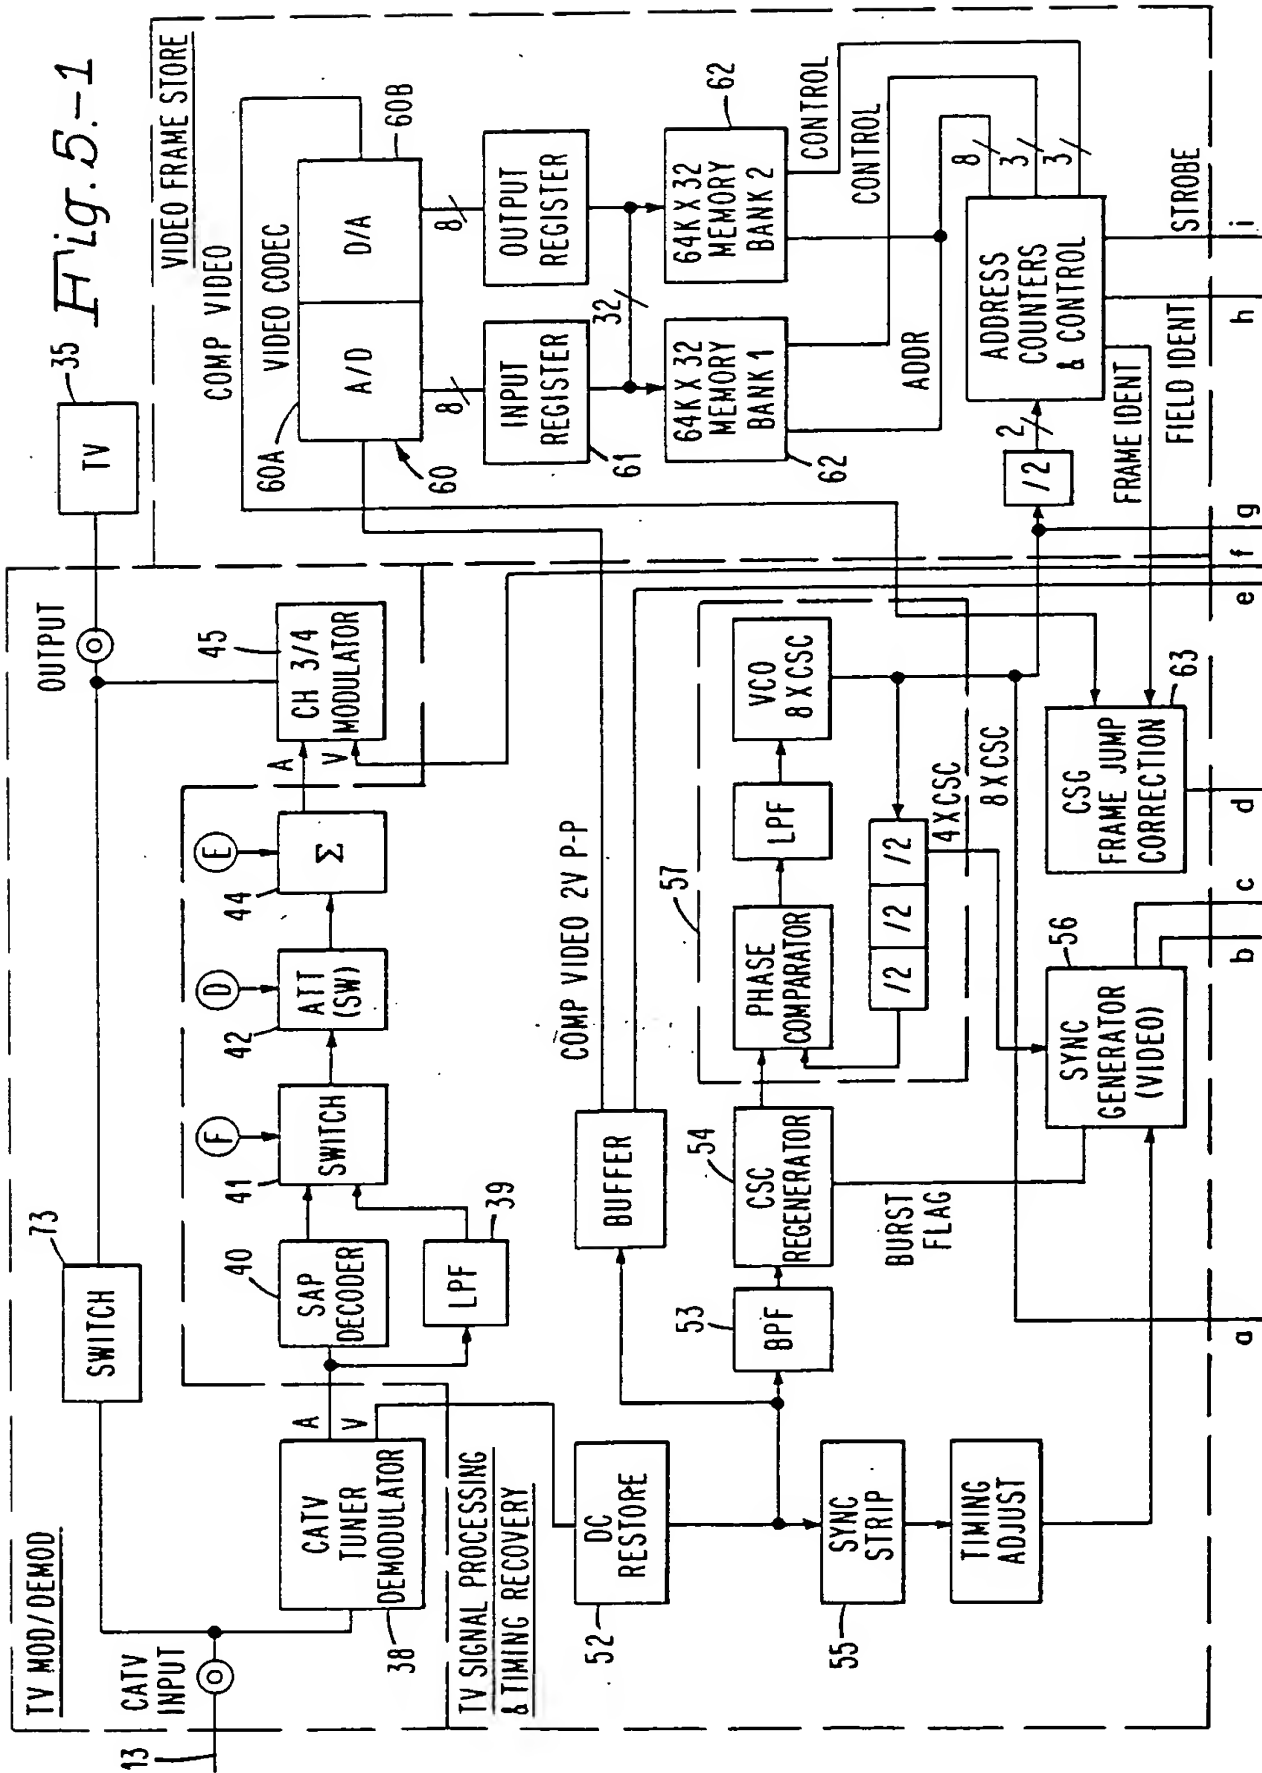 Fig. 5.-1
TV MOD/DEMOD
CATV
INPUT
13
SWITCH
73
OUTPUT
TV
35
CATV
TUNER
DEMODULATOR
38
A
V
SAP
DECODER
40
LPF
39
SWITCH
41
F
ATT
(SW)
42
D
Σ
44
E
A
V
CH 3/4
MODULATOR
45
TV SIGNAL PROCESSING
& TIMING RECOVERY
DC
RESTORE
52
BUFFER
COMP VIDEO 2V P-P
BPF
53
CSC
REGENERATOR
54
BURST
FLAG
PHASE
COMPARATOR
57
LPF
VCO
8 X CSC
/2
/2
/2
4 X CSC
8 X CSC
SYNC
STRIP
55
TIMING
ADJUST
SYNC
GENERATOR
(VIDEO)
56
CSG
FRAME JUMP
CORRECTION
63
VIDEO FRAME STORE
COMP VIDEO
VIDEO CODEC
60A
A/D
D/A
60B
60
8
8
INPUT
REGISTER
61
OUTPUT
REGISTER
32
64K X 32
MEMORY
BANK 1
62
64K X 32
MEMORY
BANK 2
62
CONTROL
CONTROL
ADDR
8
3
3
/2
2
ADDRESS
COUNTERS
& CONTROL
FRAME IDENT
FIELD IDENT
STROBE
a
b
c
d
e
f
g
h
i